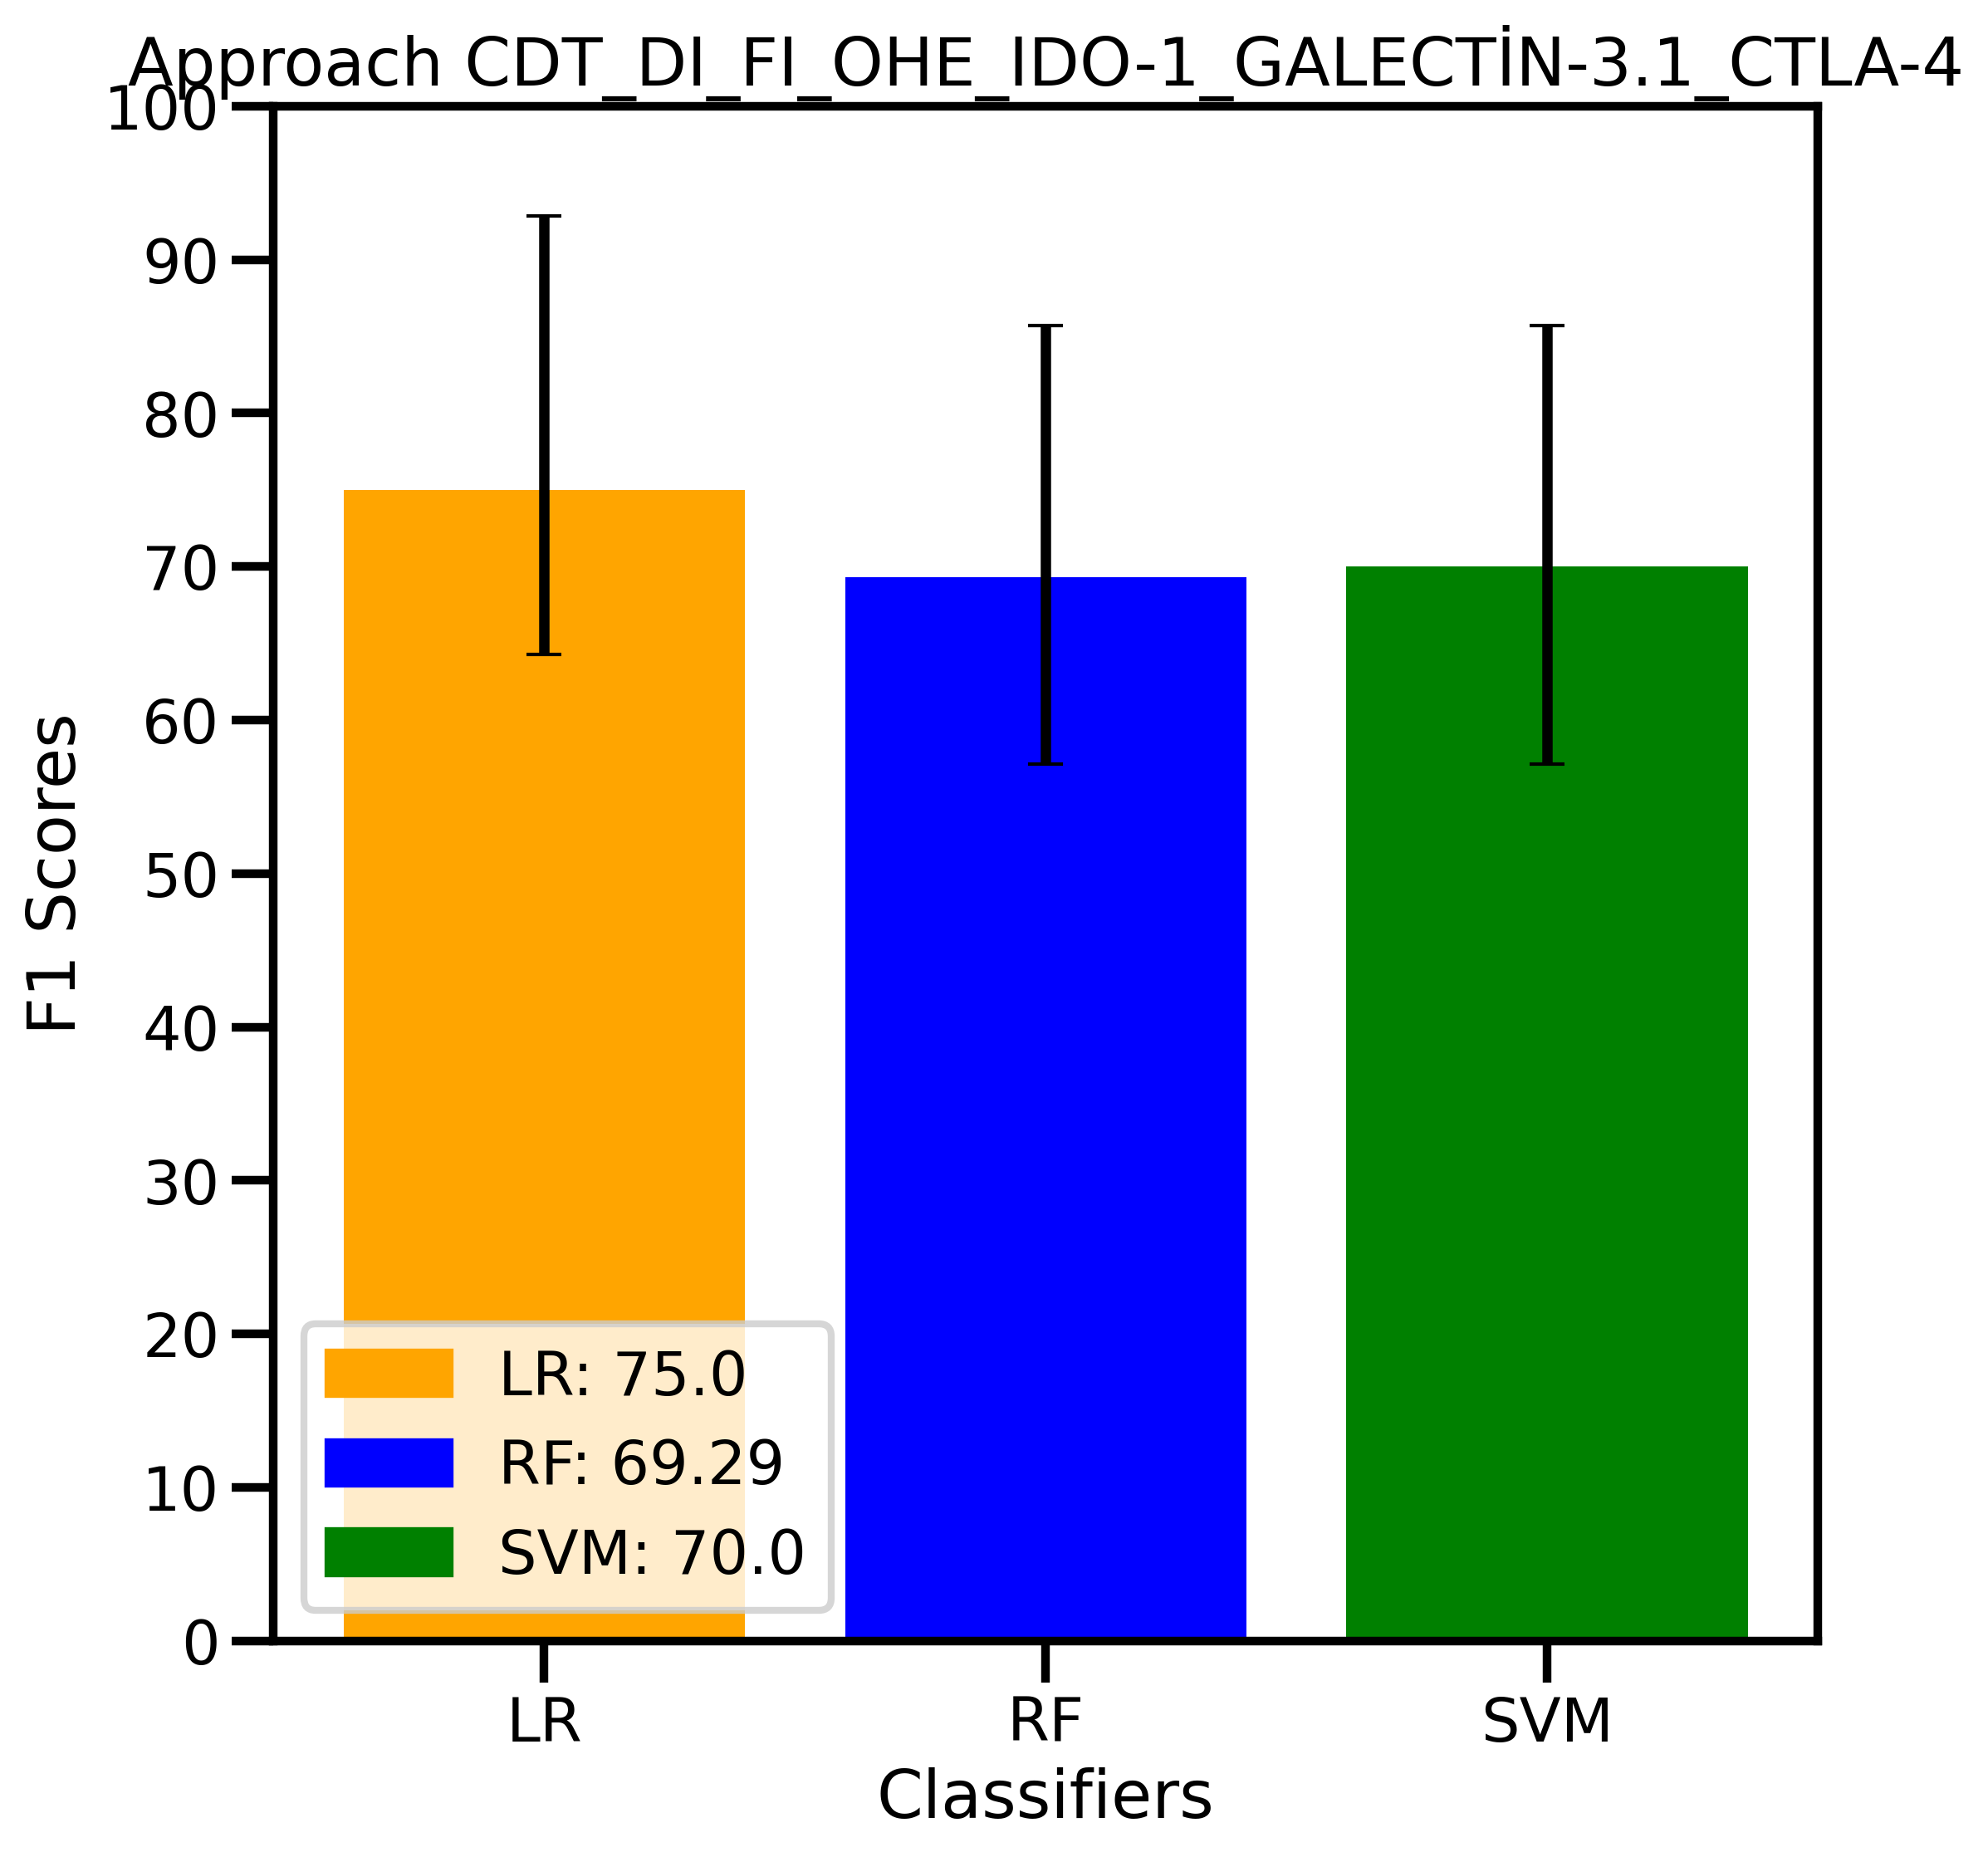 Approach CDT_DI_FI_OHE_IDO-1_GALECTİN-3.1_CTLA-4
100
90
80
70
60
50
40
30
20
10
0
F1 Scores
LR: 75.0
RF: 69.29
SVM: 70.0
LR
RF
SVM
Classifiers